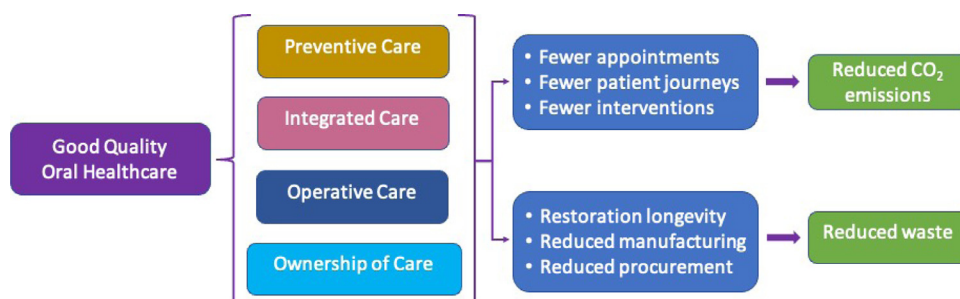 Good Quality
Oral Healthcare
Preventive Care
Integrated Care
Operative Care
Ownership of Care
• Fewer appointments
• Fewer patient journeys
• Fewer interventions
• Restoration longevity
• Reduced manufacturing
• Reduced procurement
Reduced CO₂
emissions
Reduced waste